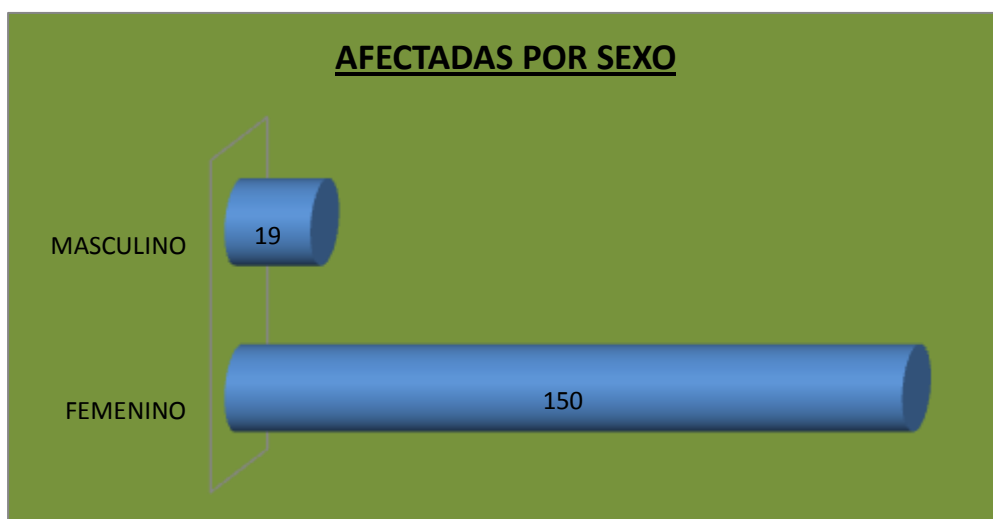 AFECTADAS POR SEXO
MASCULINO
19
FEMENINO
150